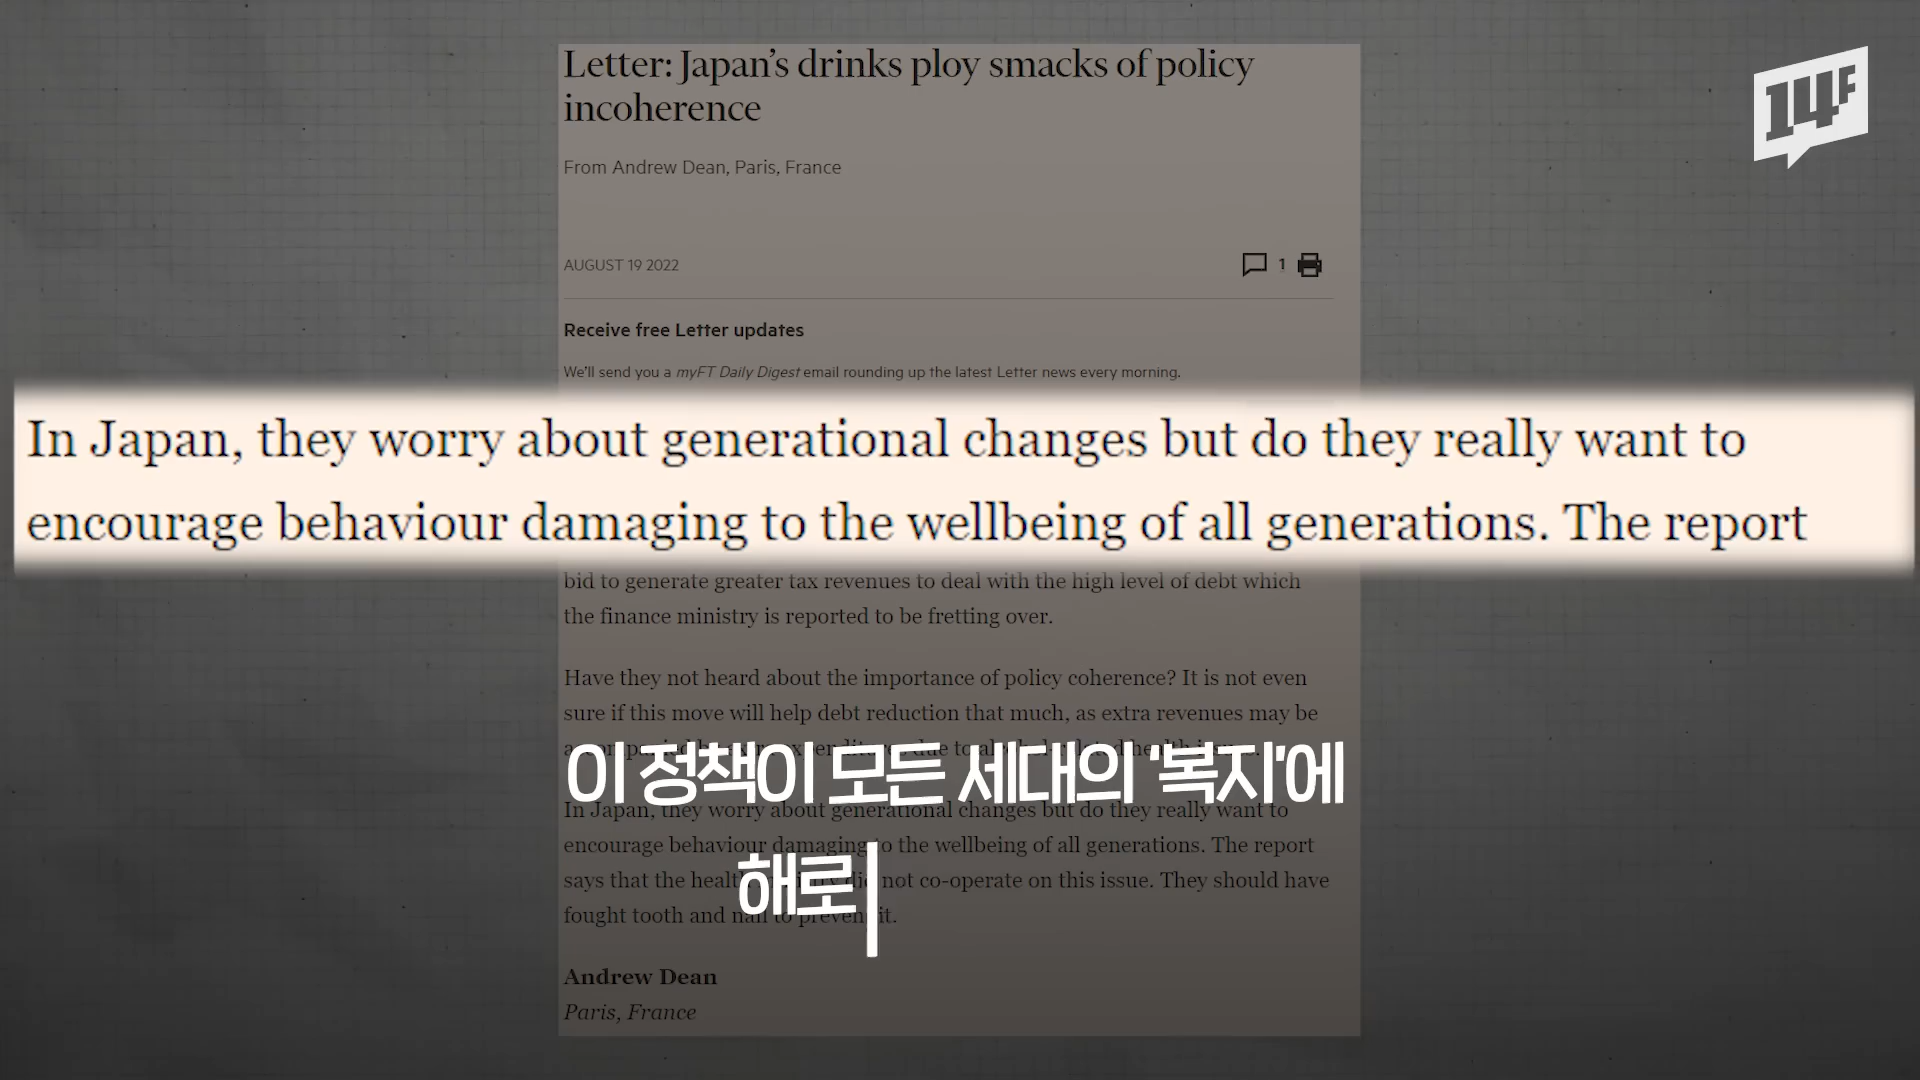 Letter: Japan's drinks ploy smacks of policy
incoherence
14F
From Andrew Dean, Paris, France
AUGUST 19 2022
1
Receive free Letter updates
We'll send you a myFT Daily Digest email rounding up the latest Letter news every morning.
In Japan, they worry about generational changes but do they really want to
encourage behaviour damaging to the wellbeing of all generations. The report
bid to generate greater tax revenues to deal with the high level of debt which
the finance ministry is reported to be fretting over.
Have they not heard about the importance of policy coherence? It is not even
sure if this move will help debt reduction that much, as extra revenues may be
due to
이 정책이 모든 세대의 '복지'에
In Japan, they worry about generational changes but do they really want to
encourage behaviour damaging to the wellbeing of all generations. The report
says that the health did not co-operate on this issue. They should have
해로
fought tooth and nail to prevent it.
Andrew Dean
Paris, France